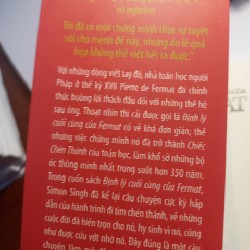 vô nghiệm
Tôi đã có một chứng minh thực sự tuyệt
vời cho mệnh đề này, nhưng do lề quá
hẹp không thể viết hết ra được."
Với những dòng viết tay đó, nhà toán học người
Pháp ở thế kỷ XVII Pierre de Fermat đã chính
thức buông lời thách đấu đối với những thế hệ
sau ông. Thoạt nhìn thì cái được gọi là Định lý
cuối cùng của Fermat có vẻ khá đơn giản; thế
nhưng việc chứng minh nó đã trở thành Chiếc
Chén Thánh của toán học, làm khổ sở những bộ
óc thông minh nhất trong suốt hơn 350 năm.
Trong cuốn sách Định lý cuối cùng của Fermat,
Simon Singh đã kể lại câu chuyện cực kỳ hấp
dẫn của hành trình đi tìm chén thánh, về những
cuộc đời đã hiến trọn cho nó, hy sinh vì nó cũng
như được cứu vớt nhờ nó. Đây đúng là một câu